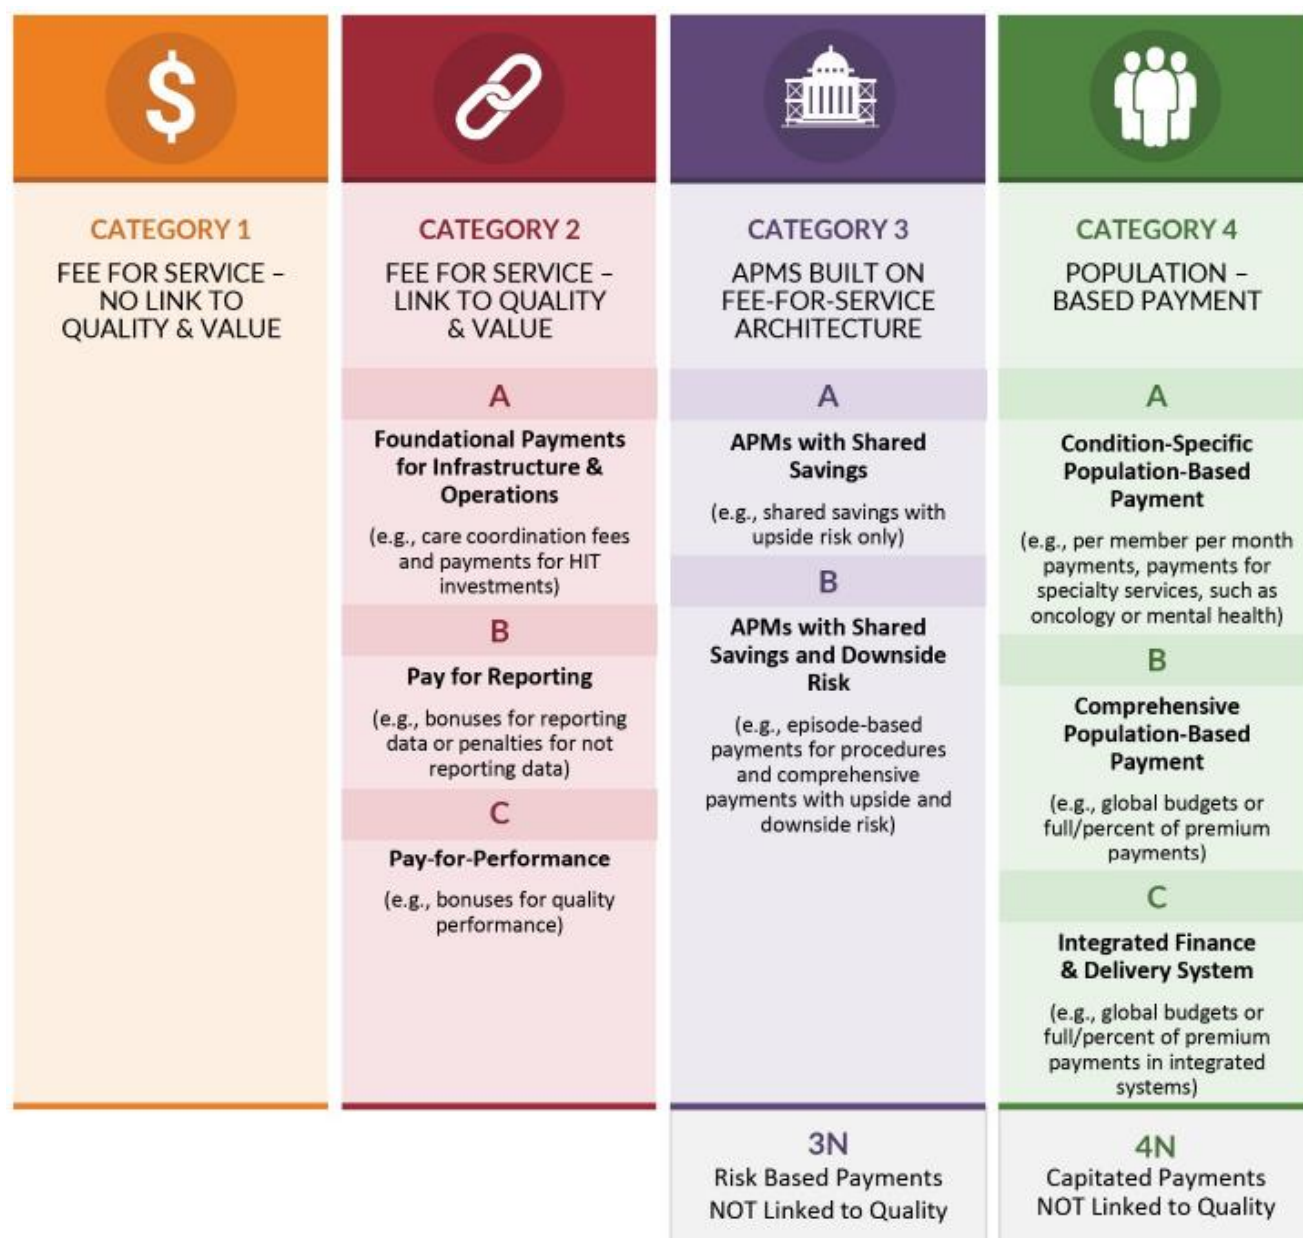 $
CATEGORY 1
FEE FOR SERVICE –
NO LINK TO
QUALITY & VALUE
CATEGORY 2
FEE FOR SERVICE –
LINK TO QUALITY
& VALUE
A
Foundational Payments
for Infrastructure &
Operations
(e.g., care coordination fees
and payments for HIT
investments)
B
Pay for Reporting
(e.g., bonuses for reporting
data or penalties for not
reporting data)
C
Pay-for-Performance
(e.g., bonuses for quality
performance)
CATEGORY 3
APMS BUILT ON
FEE-FOR-SERVICE
ARCHITECTURE
A
APMs with Shared
Savings
(e.g., shared savings with
upside risk only)
B
APMs with Shared
Savings and Downside
Risk
(e.g., episode-based
payments for procedures
and comprehensive
payments with upside and
downside risk)
3N
Risk Based Payments
NOT Linked to Quality
CATEGORY 4
POPULATION –
BASED PAYMENT
A
Condition-Specific
Population-Based
Payment
(e.g., per member per month
payments, payments for
specialty services, such as
oncology or mental health)
B
Comprehensive
Population-Based
Payment
(e.g., global budgets or
full/percent of premium
payments)
C
Integrated Finance
& Delivery System
(e.g., global budgets or
full/percent of premium
payments in integrated
systems)
4N
Capitated Payments
NOT Linked to Quality